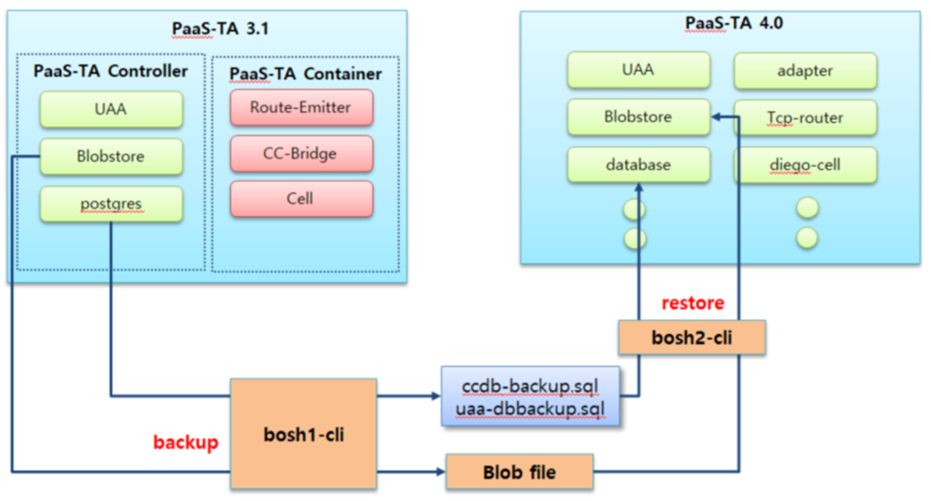 PaaS-TA 3.1
PaaS-TA Controller
UAA
Blobstore
postgres
PaaS-TA Container
Route-Emitter
CC-Bridge
Cell
PaaS-TA 4.0
UAA
adapter
Blobstore
Tcp-router
database
diego-cell
restore
bosh2-cli
ccdb-backup.sql
uaa-dbbackup.sql
backup
bosh1-cli
Blob file